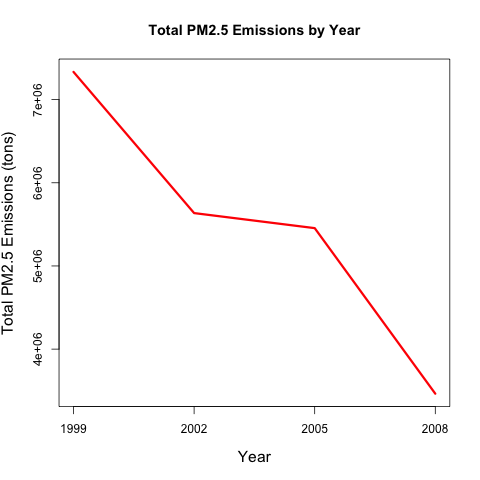 Total PM2.5 Emissions by Year
Total PM2.5 Emissions (tons)
7e+06
6e+06
5e+06
4e+06
1999 2002 2005 2008
Year